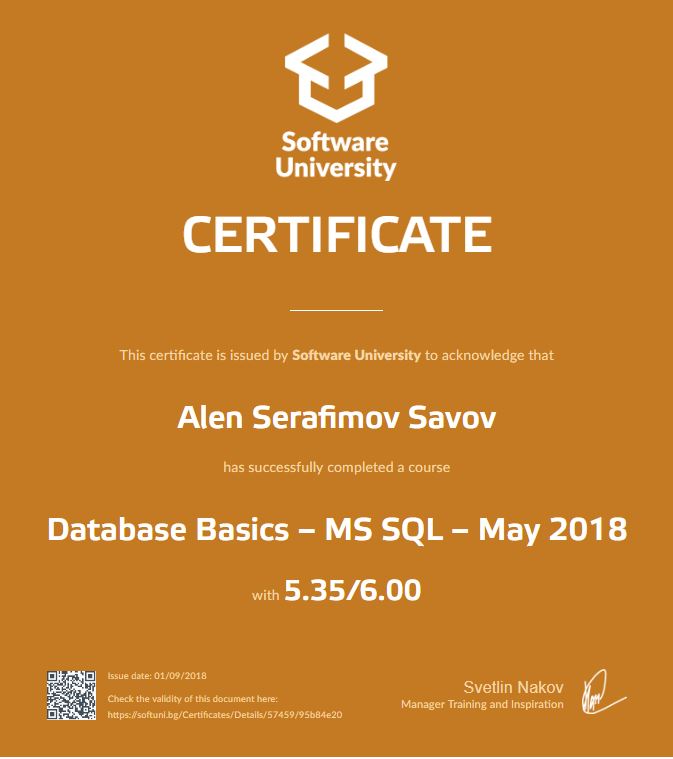 Software
University
CERTIFICATE
This certificate is issued by Software University to acknowledge that
Alen Serafimov Savov
has successfully completed a course
Database Basics – MS SQL – May 2018
with 5.35/6.00
Issue date: 01/09/2018
Check the validity of this document here:
https://softuni.bg/Certificates/Details/57459/95b84e20
Svetlin Nakov
Manager Training and Inspiration